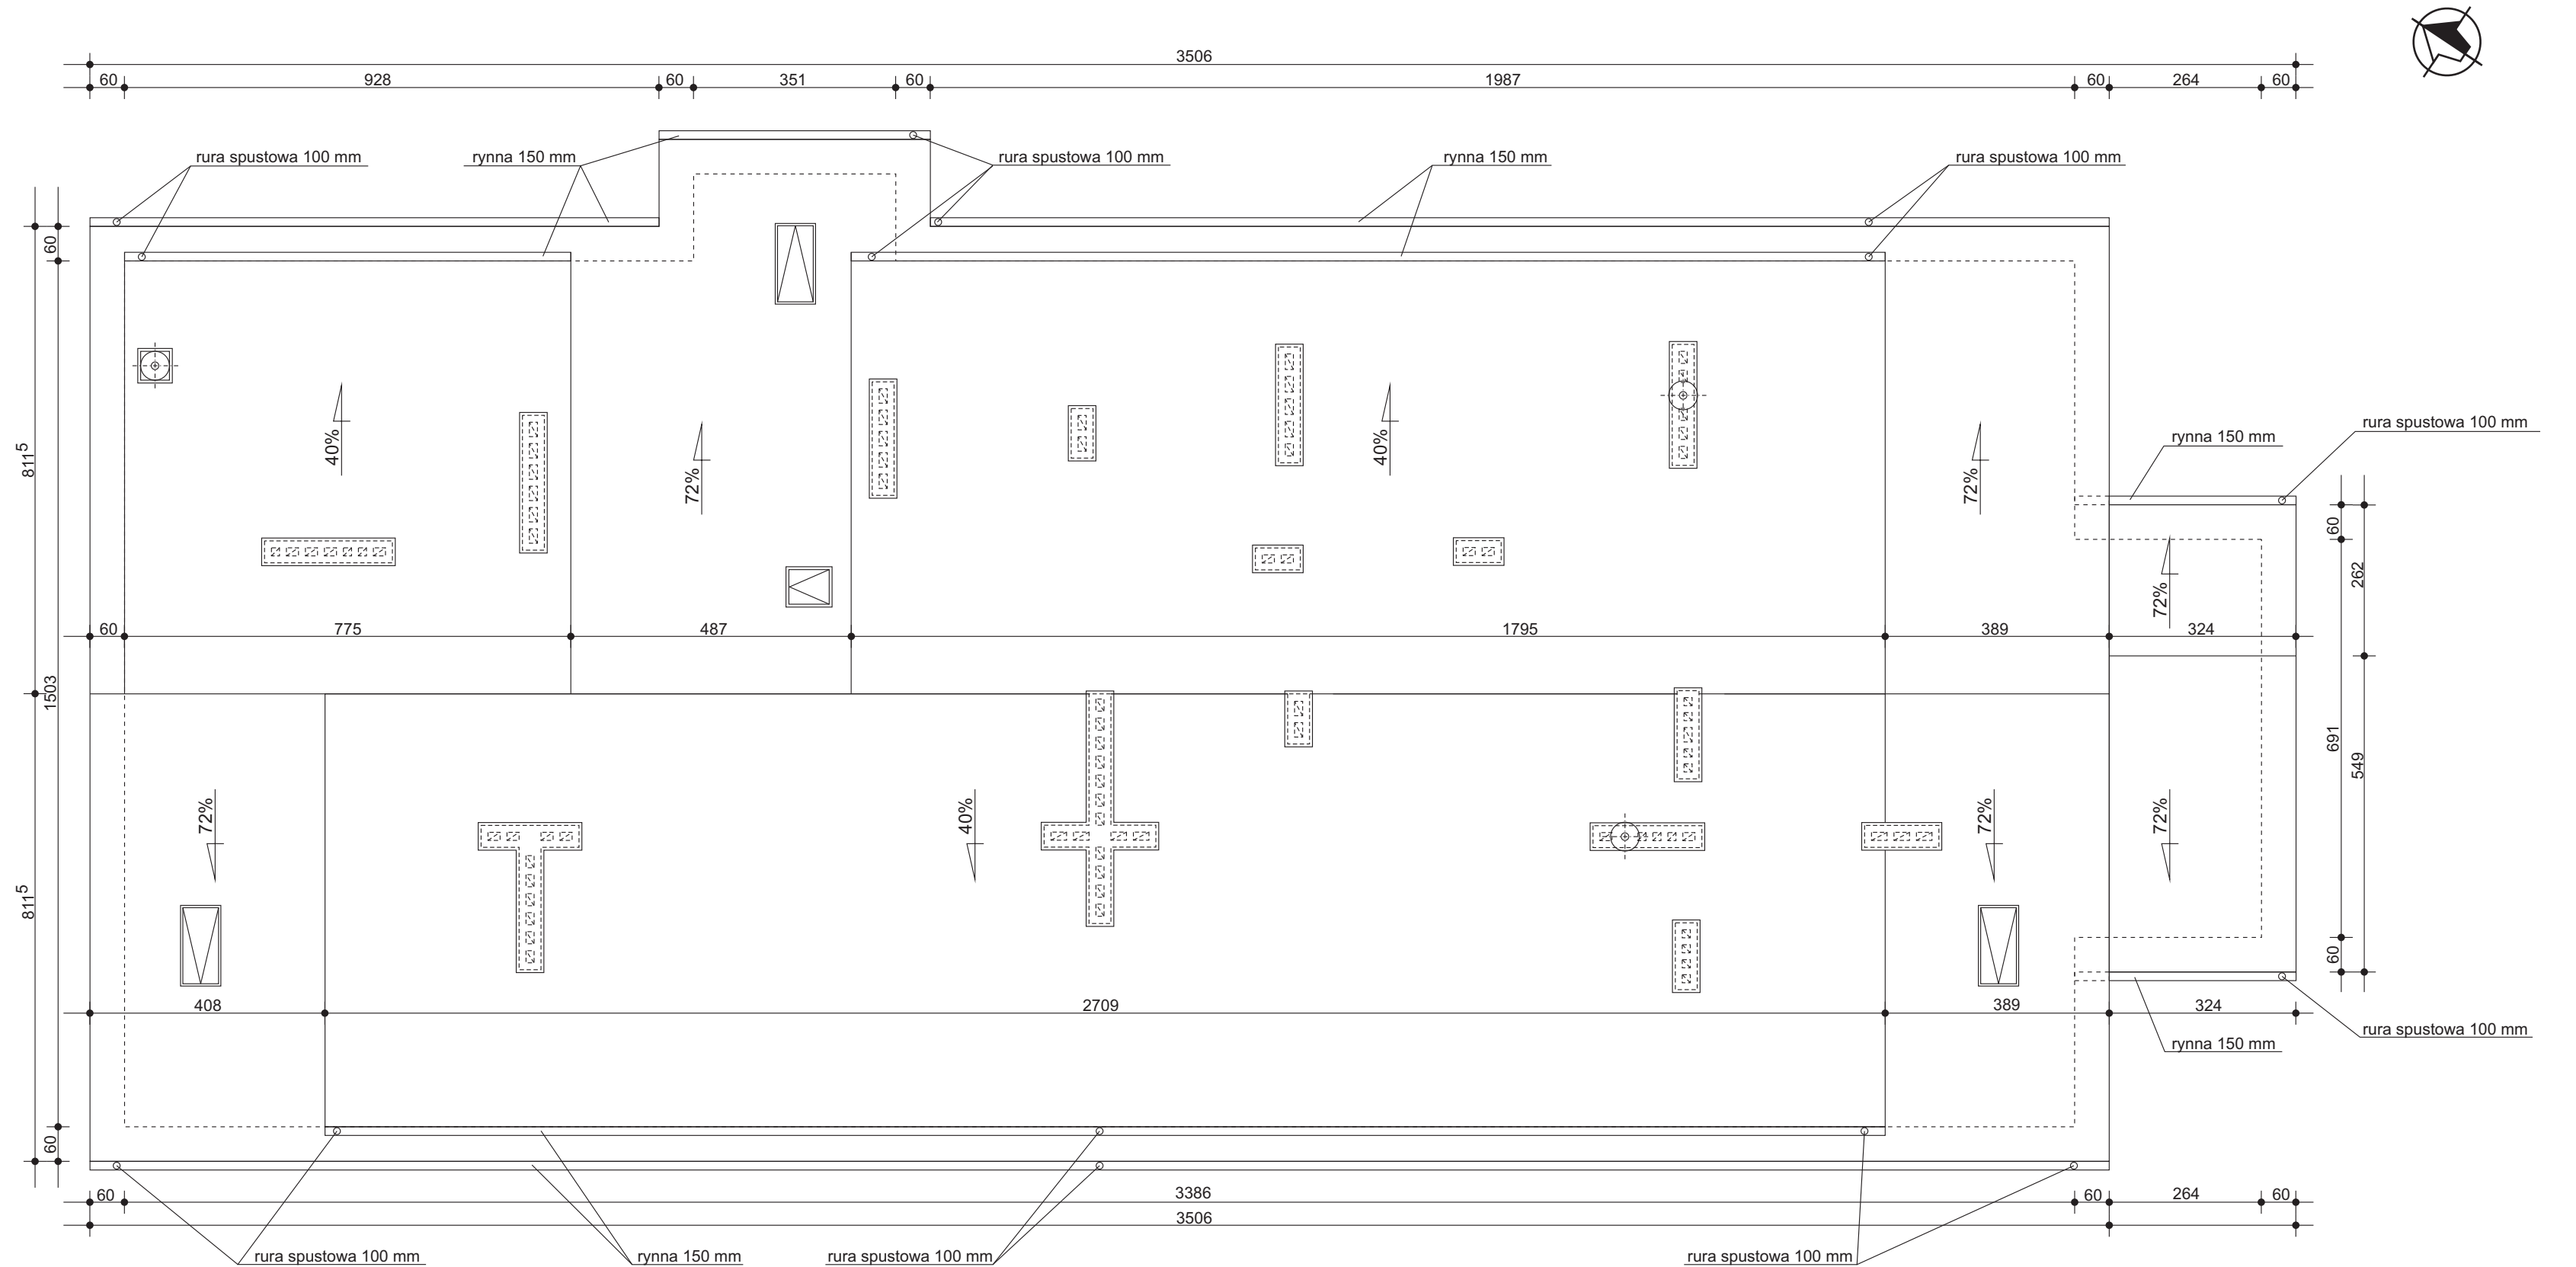 3506
60 928 60 351 60 1987 60 264 60
rura spustowa 100 mm rynna 150 mm rura spustowa 100 mm rynna 150 mm rura spustowa 100 mm
60
rura spustowa 100 mm
rynna 150 mm
40% 72% 40% 72%
8115
60
262
72%
60 775 487 1795 389 324
1503
691
549
72% 40% 72% 72%
8115
60
408 2709 389 324
rura spustowa 100 mm
rynna 150 mm
60
60 3386 60 264 60
3506
rura spustowa 100 mm rynna 150 mm rura spustowa 100 mm rura spustowa 100 mm